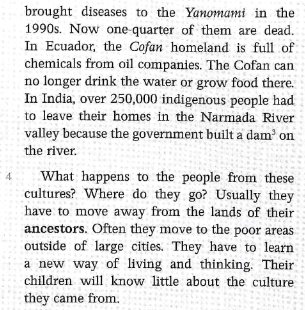 brought diseases to the Yanomami in the
1990s. Now one-quarter of them are dead.
In Ecuador, the Cofan homeland is full of
chemicals from oil companies. The Cofan can
no longer drink the water or grow food there.
In India, over 250,000 indigenous people had
to leave their homes in the Narmada River
valley because the government built a dam³ on
the river.
4 What happens to the people from these
cultures? Where do they go? Usually they
have to move away from the lands of their
ancestors. Often they move to the poor areas
outside of large cities. They have to learn
a new way of living and thinking. Their
children will know little about the culture
they came from.